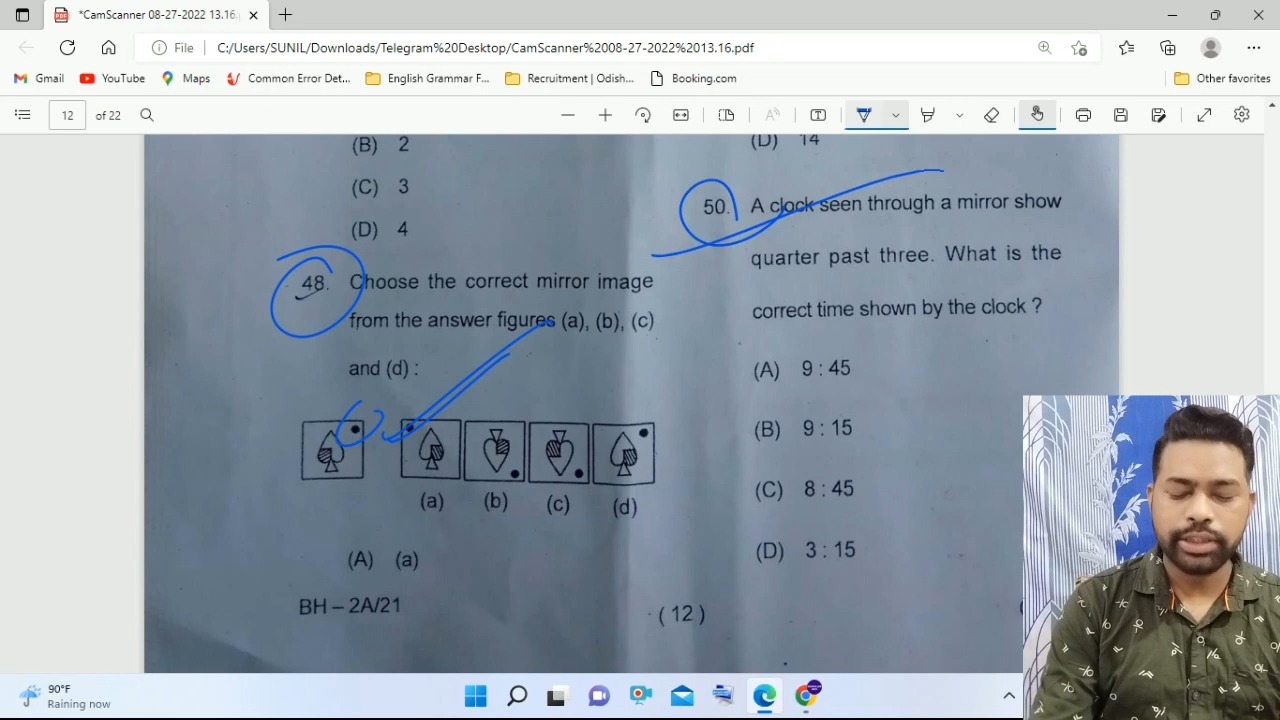 *CamScanner 08-27-2022 13.16.p
File
C:/Users/SUNIL/Downloads/Telegram%20Desktop/CamScanner%2008-27-2022%2013.16.pdf
Gmail
YouTube
Maps
Common Error Det...
English Grammar F...
Recruitment | Odish...
Booking.com
Other favorites
12 of 22
(B) 2
(C) 3
(D) 4
48. Choose the correct mirror image
from the answer figures (a), (b), (c)
and (d) :
(a) (b) (c) (d)
(A) (a)
BH – 2A/21
(D) 14
50. A clock seen through a mirror show
quarter past three. What is the
correct time shown by the clock ?
(A) 9 : 45
(B) 9 : 15
(C) 8 : 45
(D) 3 : 15
( 12 )
90°F
Raining now